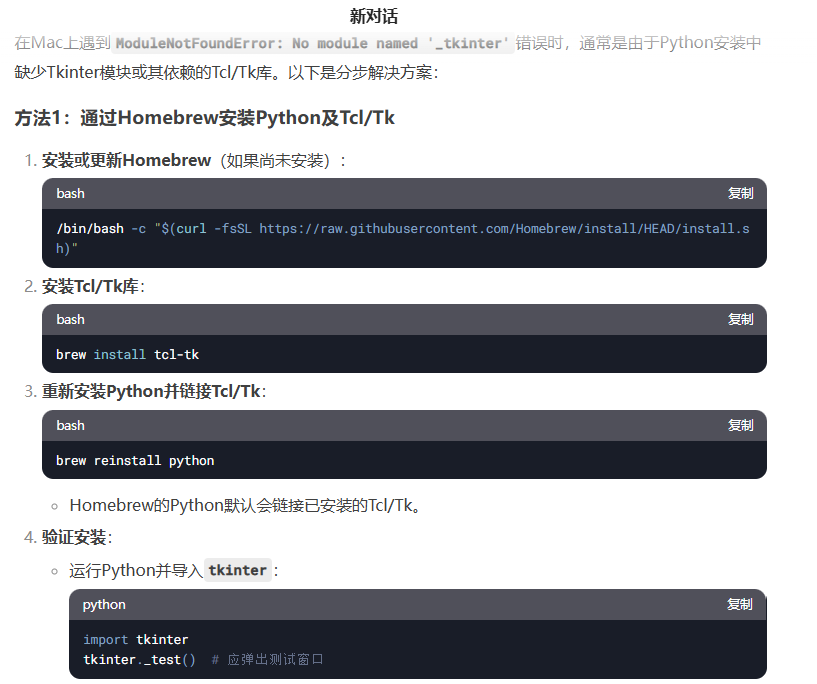 新对话
在Mac上遇到 ModuleNotFoundError: No module named '_tkinter' 错误时，通常是由于Python安装中
缺少Tkinter模块或其依赖的Tcl/Tk库。以下是分步解决方案：
方法1：通过Homebrew安装Python及Tcl/Tk
1. 安装或更新Homebrew（如果尚未安装）：
bash 复制
/bin/bash -c "$(curl -fsSL https://raw.githubusercontent.com/Homebrew/install/HEAD/install.s
h)"
2. 安装Tcl/Tk库：
bash 复制
brew install tcl-tk
3. 重新安装Python并链接Tcl/Tk：
bash 复制
brew reinstall python
○ Homebrew的Python默认会链接已安装的Tcl/Tk。
4. 验证安装：
○ 运行Python并导入 tkinter ：
python 复制
import tkinter
tkinter._test() # 应弹出测试窗口